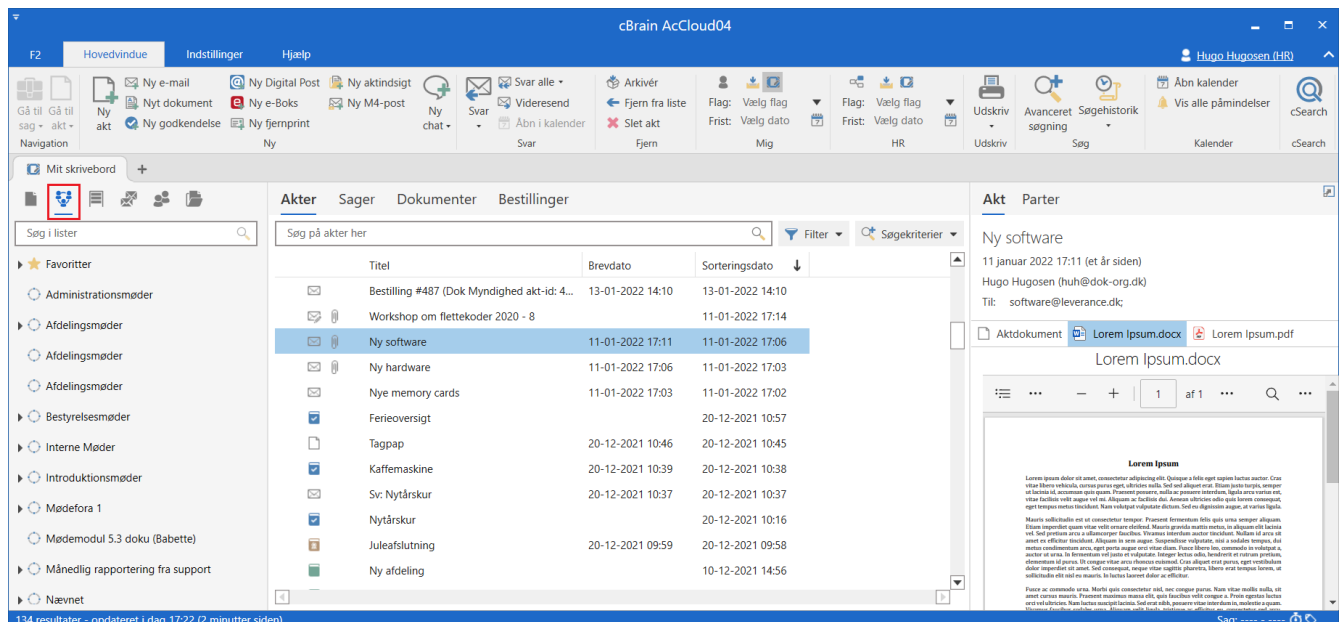 cBrain AcCloud04
F2 Hovedvindue Indstillinger Hjælp Hugo Hugosen (HR)
Gå til sag Gå til akt
Navigation
Ny akt
Ny e-mail
Nyt dokument
Ny godkendelse
Ny Digital Post
Ny e-Boks
Ny fjernprint
Ny aktindsigt
Ny M4-post
Ny chat
Ny
Svar
Svar alle
Videresend
Åbn i kalender
Svar
Arkivér
Fjern fra liste
Slet akt
Fjern
Flag: Vælg flag
Frist: Vælg dato
Mig
Flag: Vælg flag
Frist: Vælg dato
HR
Udskriv
Udskriv
Avanceret søgning
Søgehistorik
Søg
Åbn kalender
Vis alle påmindelser
Kalender
cSearch
cSearch
Mit skrivebord +
Søg i lister
Favoritter
Administrationsmøder
Afdelingsmøder
Afdelingsmøder
Afdelingsmøder
Bestyrelsesmøder
Interne Møder
Introduktionsmøder
Mødefora 1
Mødemodul 5.3 doku (Babette)
Månedlig rapportering fra support
Nævnet
Akter Sager Dokumenter Bestillinger
Søg på akter her Filter Søgekriterier
Titel Brevdato Sorteringsdato
Bestilling #487 (Dok Myndighed akt-id: 4... 13-01-2022 14:10 13-01-2022 14:10
Workshop om flettekoder 2020 - 8 11-01-2022 17:14
Ny software 11-01-2022 17:11 11-01-2022 17:06
Ny hardware 11-01-2022 17:06 11-01-2022 17:03
Nye memory cards 11-01-2022 17:03 11-01-2022 17:02
Ferieoversigt 20-12-2021 10:57
Tagpap 20-12-2021 10:46 20-12-2021 10:45
Kaffemaskine 20-12-2021 10:39 20-12-2021 10:38
Sv: Nytårskur 20-12-2021 10:37 20-12-2021 10:37
Nytårskur 20-12-2021 10:16
Juleafslutning 20-12-2021 09:59 20-12-2021 09:58
Ny afdeling 10-12-2021 14:56
Akt Parter
Ny software
11 januar 2022 17:11 (et år siden)
Hugo Hugosen (huh@dok-org.dk)
Til: software@leverance.dk;
Aktdokument Lorem Ipsum.docx Lorem Ipsum.pdf
Lorem Ipsum.docx
1 af 1
Lorem Ipsum
134 resultater - opdateret i dag 17:22 (2 minutter siden) Sag: ---- - ----